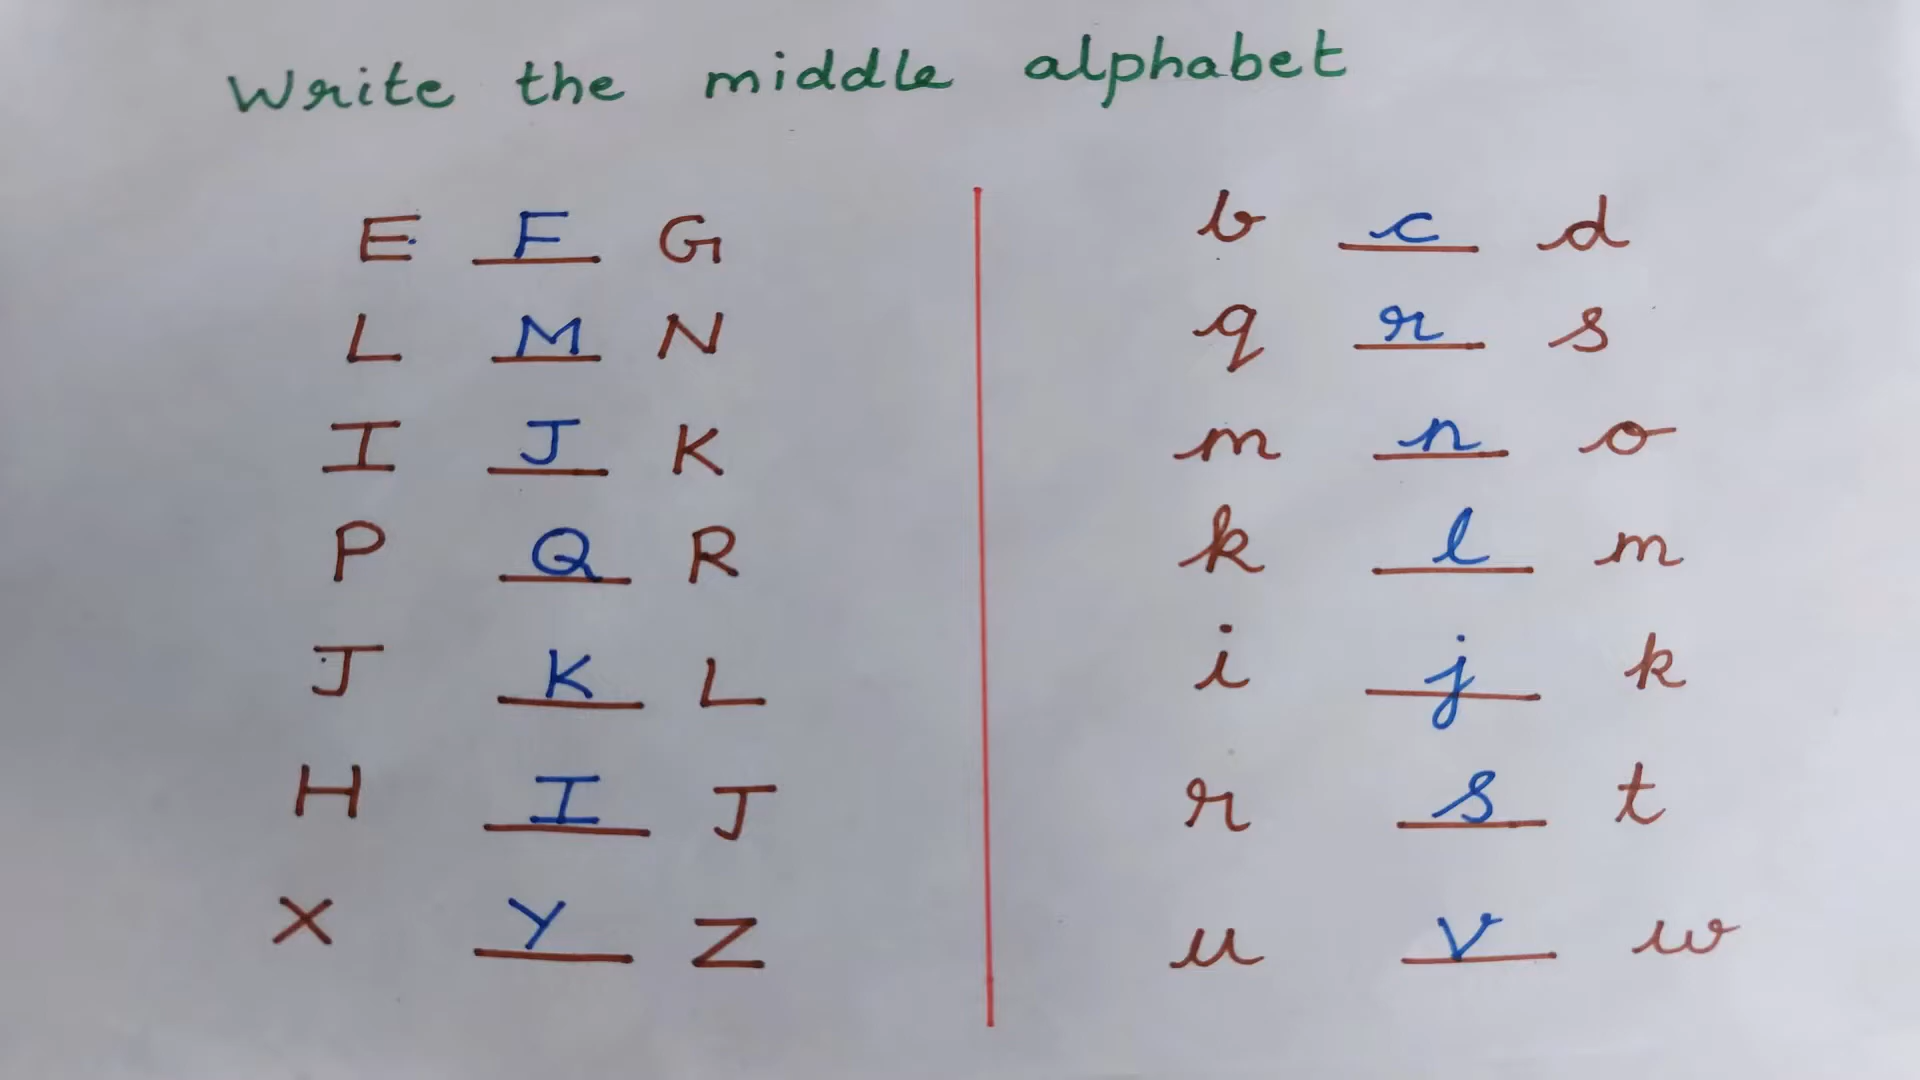 Write the middle alphabet
E F G
L M N
I J K
P Q R
J K L
H I J
X Y Z
b c d
q r s
m n o
k l m
i j k
r s t
u v w